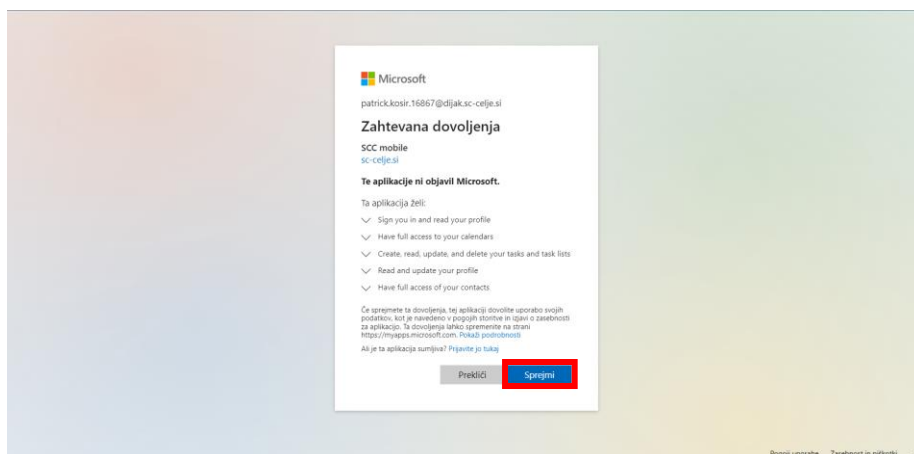 Microsoft
patrick.kosir.16867@dijak.sc-celje.si
Zahtevana dovoljenja
SCC mobile
sc-celje.si
Te aplikacije ni objavil Microsoft.
Ta aplikacija želi:
Sign you in and read your profile
Have full access to your calendars
Create, read, update, and delete your tasks and task lists
Read and update your profile
Have full access of your contacts
Če sprejmete ta dovoljenja, tej aplikaciji dovolite uporabo svojih
podatkov, kot je navedeno v pogojih storitve in izjavi o zasebnosti
za aplikacijo. Ta dovoljenja lahko spremenite na strani
https://myapps.microsoft.com. Pokaži podrobnosti
Ali je ta aplikacija sumljiva? Prijavite jo tukaj
Prekliči Sprejmi
Pogoji uporabe Zasebnost in piškotki